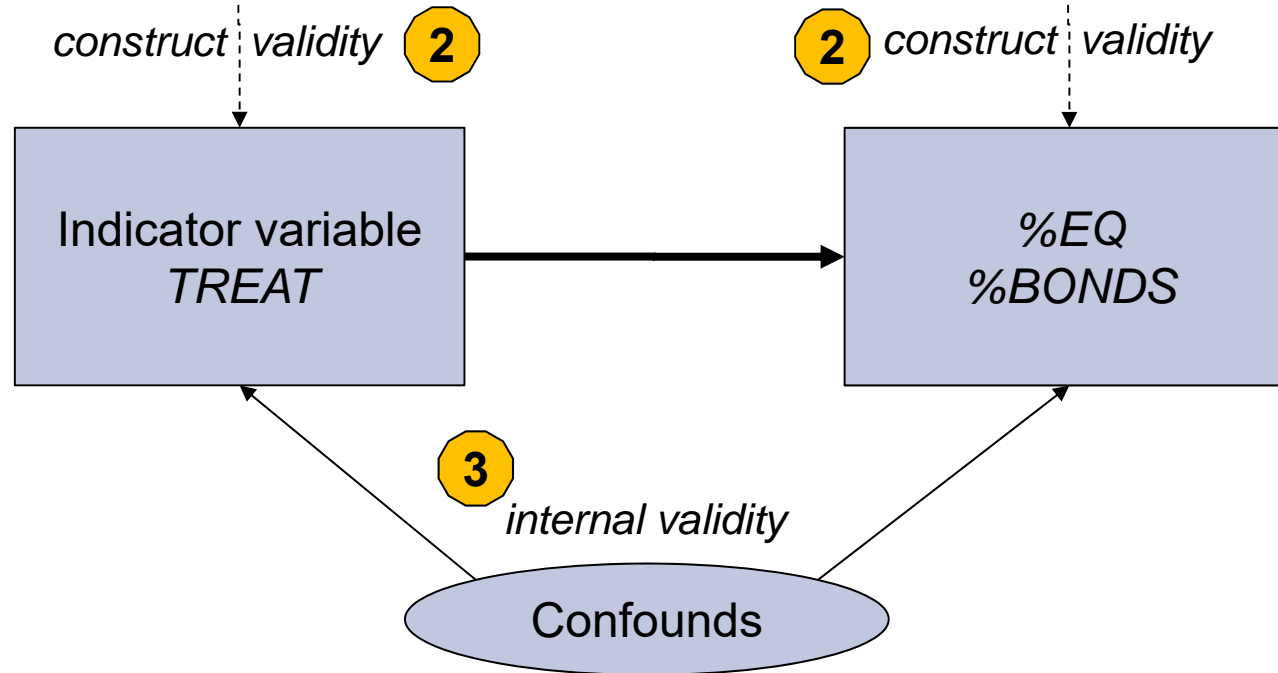 construct validity 2
2 construct validity
Indicator variable
TREAT
%EQ
%BONDS
3
internal validity
Confounds